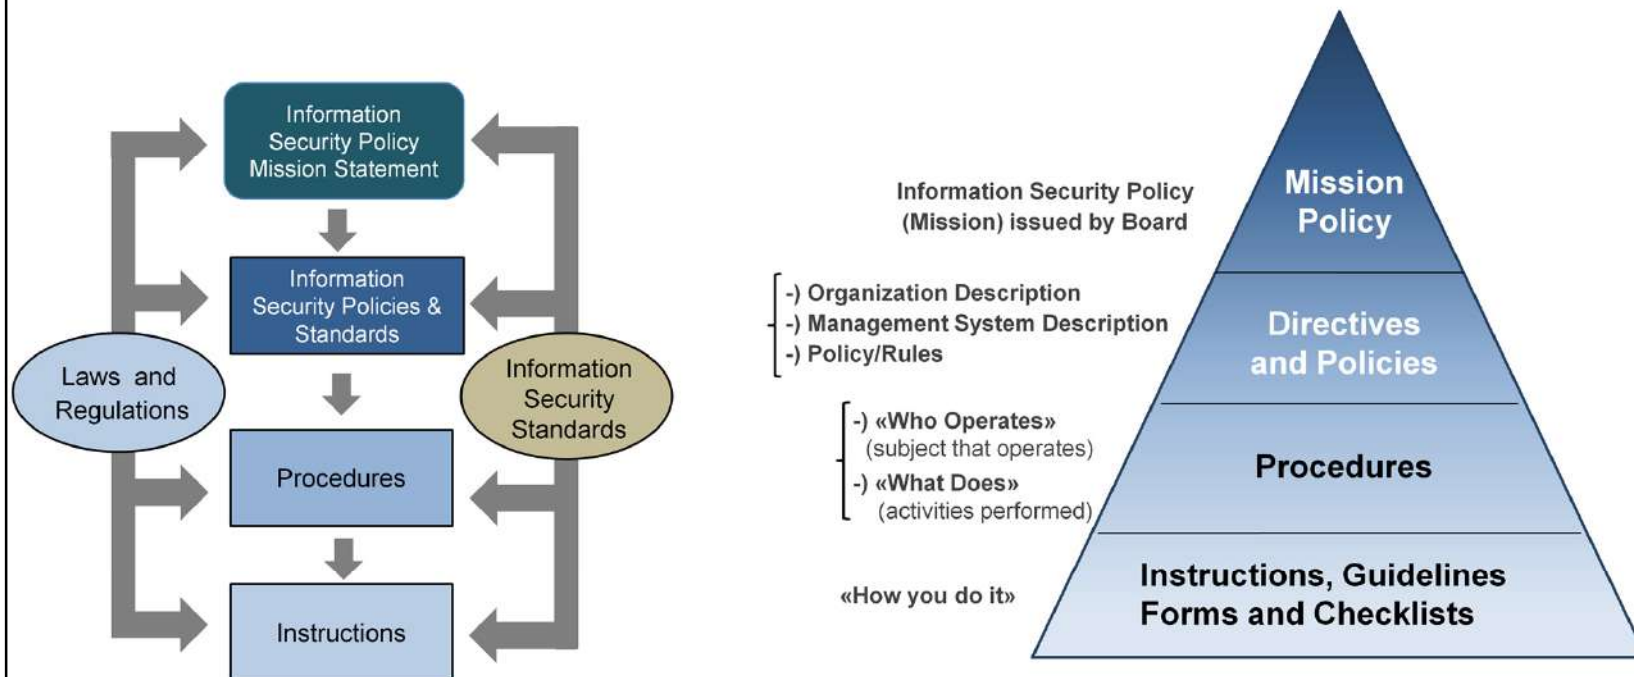 Information
Security Policy
Mission Statement
Information
Security Policies &
Standards
Laws and
Regulations
Information
Security
Standards
Procedures
Instructions
Information Security Policy
(Mission) issued by Board
-) Organization Description
-) Management System Description
-) Policy/Rules
-) «Who Operates»
(subject that operates)
-) «What Does»
(activities performed)
«How you do it»
Mission
Policy
Directives
and Policies
Procedures
Instructions, Guidelines
Forms and Checklists